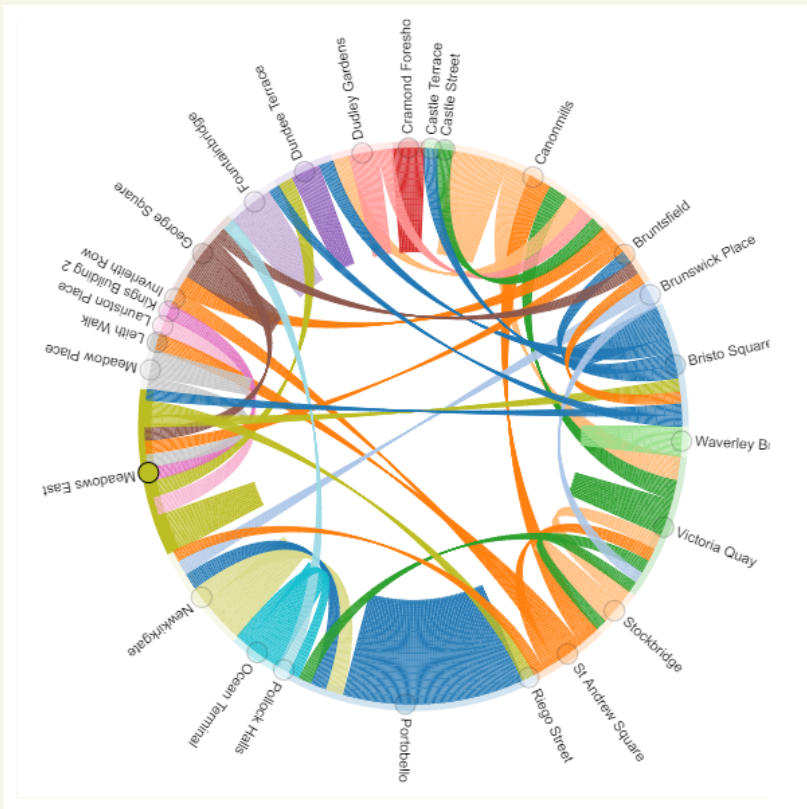 Cramond Foresho
Castle Terrace
Castle Street
Canonmills
Bruntsfield
Brunswick Place
Bristo Square
Waverley B
Victoria Quay
Stockbridge
St Andrew Square
Riego Street
Portobello
Pollock Halls
Ocean Terminal
Newkirkgate
Meadows East
Meadow Place
Leith Walk
Lauriston Place
Kings Building 2
Inverleith Row
George Square
Fountainbridge
Dundee Terrace
Dudley Gardens